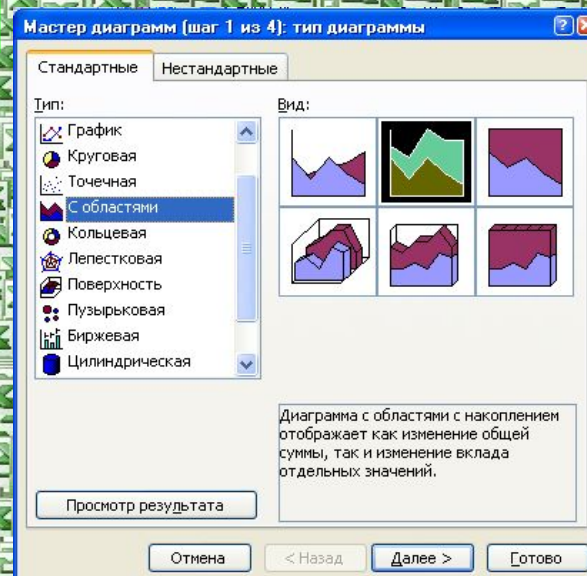 Мастер диаграмм (шаг 1 из 4): тип диаграммы
Стандартные
Нестандартные
Тип:
График
Круговая
Точечная
С областями
Кольцевая
Лепестковая
Поверхность
Пузырьковая
Биржевая
Цилиндрическая
Вид:
Диаграмма с областями с накоплением
отображает как изменение общей
суммы, так и изменение вклада
отдельных значений.
Просмотр результата
Отмена
< Назад
Далее >
Готово